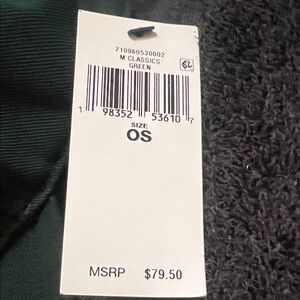 710960530002
M CLASSICS
GREEN
1 98352 53610 7
SIZE
OS
MSRP $79.50